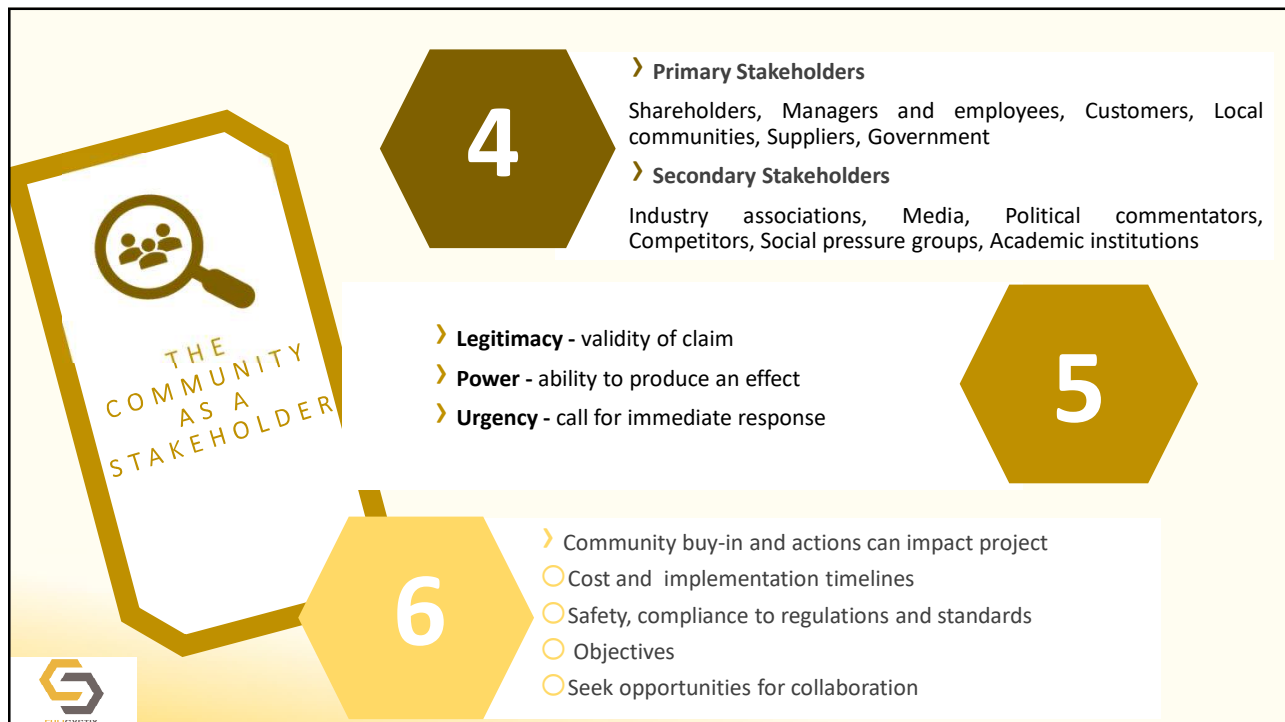 4
› Primary Stakeholders
Shareholders, Managers and employees, Customers, Local
communities, Suppliers, Government
› Secondary Stakeholders
Industry associations, Media, Political commentators,
Competitors, Social pressure groups, Academic institutions
THE
COMMUNITY
AS A
STAKEHOLDER
› Legitimacy - validity of claim
› Power - ability to produce an effect
› Urgency - call for immediate response
5
6
› Community buy-in and actions can impact project
Cost and implementation timelines
Safety, compliance to regulations and standards
Objectives
Seek opportunities for collaboration